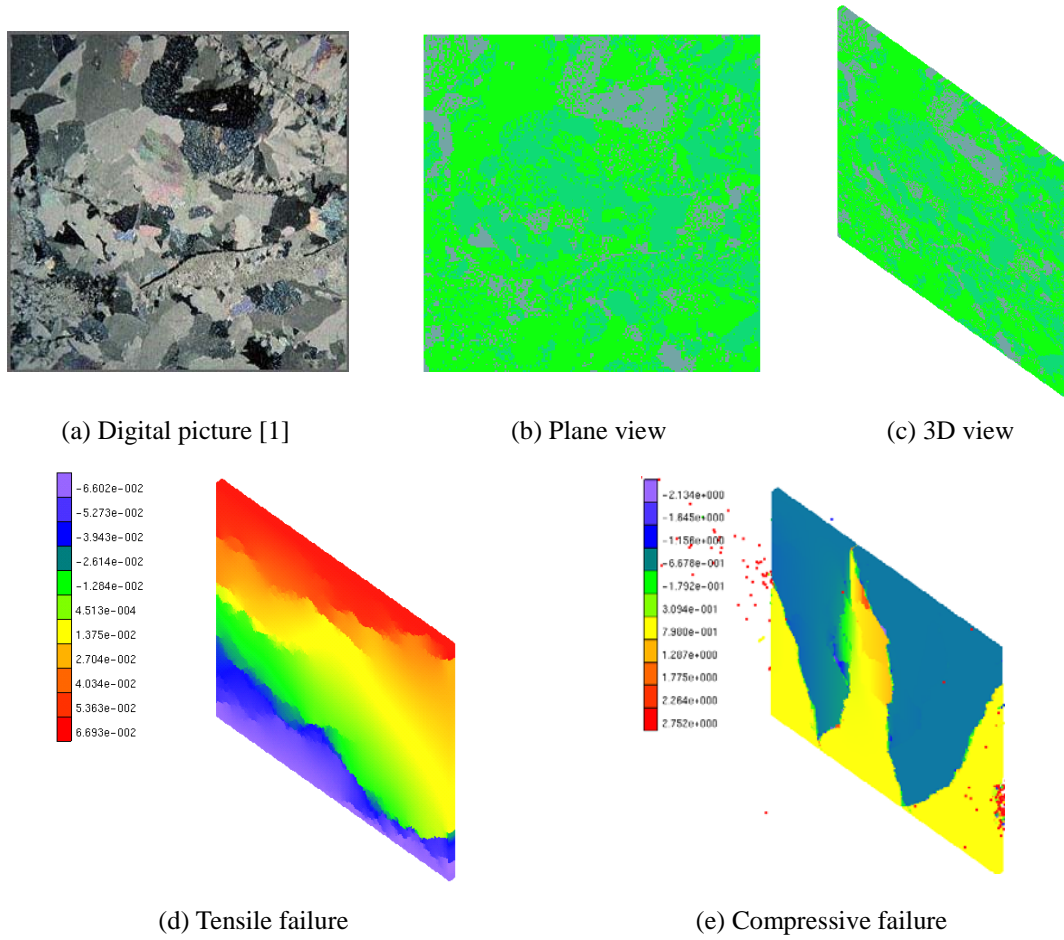 (a) Digital picture [1]
(b) Plane view
(c) 3D view
-6.602e-002
-5.273e-002
-3.943e-002
-2.614e-002
-1.284e-002
4.513e-004
1.375e-002
2.704e-002
4.034e-002
5.363e-002
6.693e-002
-2.134e+000
-1.645e+000
-1.156e+000
-6.678e-001
-1.792e-001
3.094e-001
7.980e-001
1.287e+000
1.775e+000
2.264e+000
2.752e+000
(d) Tensile failure
(e) Compressive failure